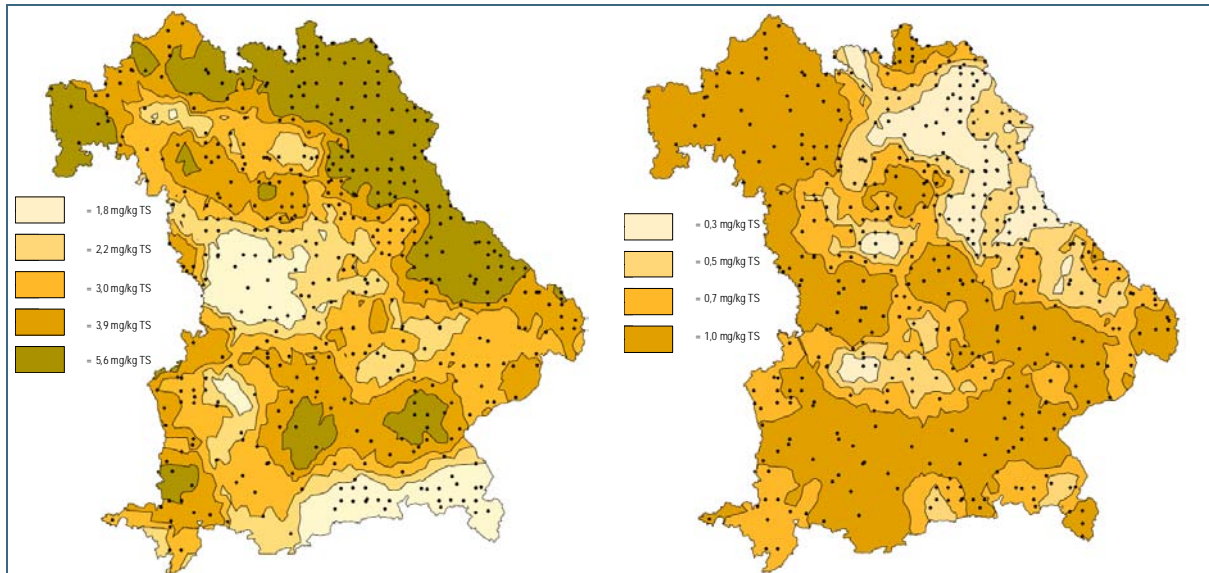 = 1,8 mg/kg TS
= 2,2 mg/kg TS
= 3,0 mg/kg TS
= 3,9 mg/kg TS
= 5,6 mg/kg TS
= 0,3 mg/kg TS
= 0,5 mg/kg TS
= 0,7 mg/kg TS
= 1,0 mg/kg TS